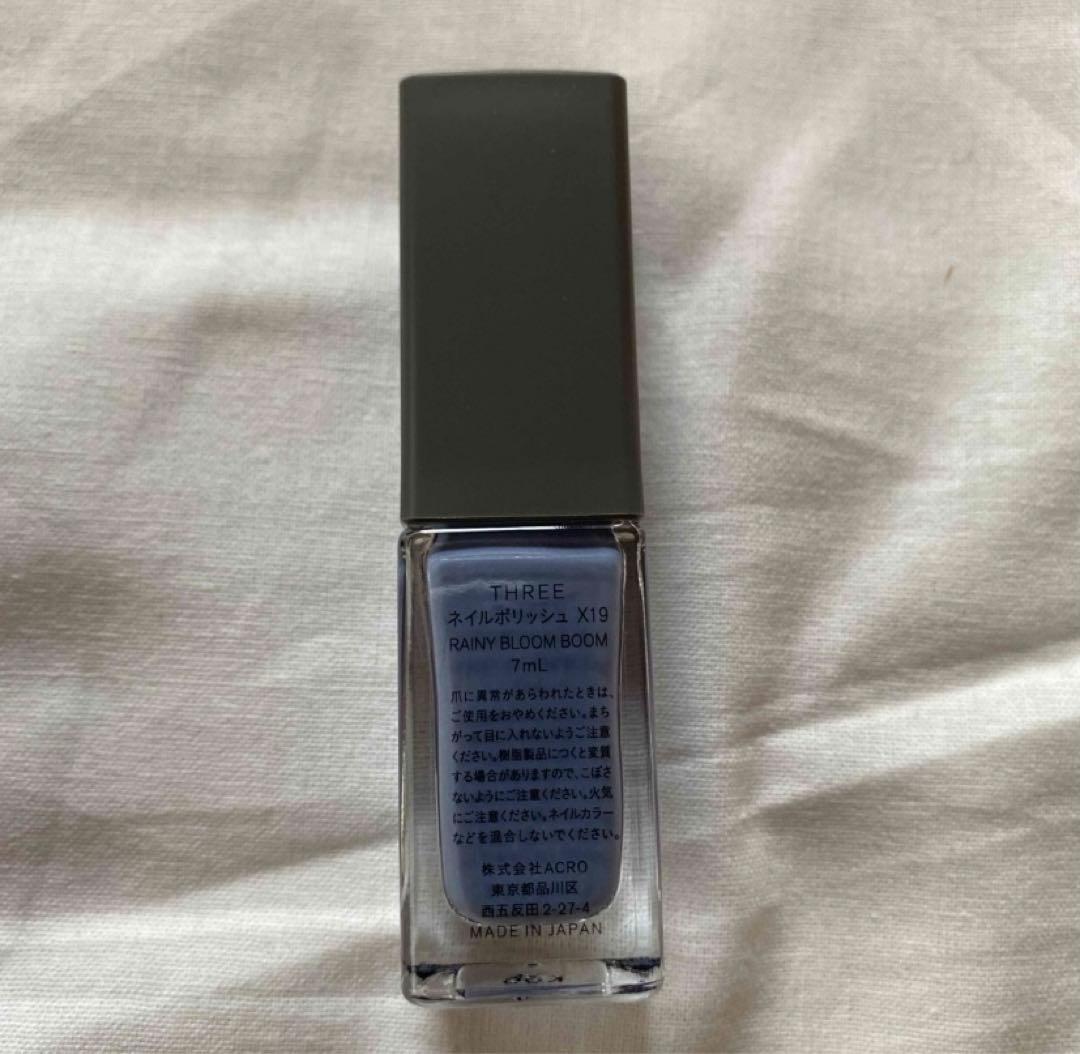 THREE
ネイルポリッシュ X19
RAINY BLOOM BOOM
7mL
爪に異常があらわれたときは、
ご使用をおやめください。まち
がって目に入れないようご注意
ください。樹脂製品につくと変質
する場合がありますので、こぼさ
ないようにご注意ください。火気
にご注意ください。ネイルカラー
などを混合しないでください。
株式会社ACRO
東京都品川区
西五反田2-27-4
MADE IN JAPAN